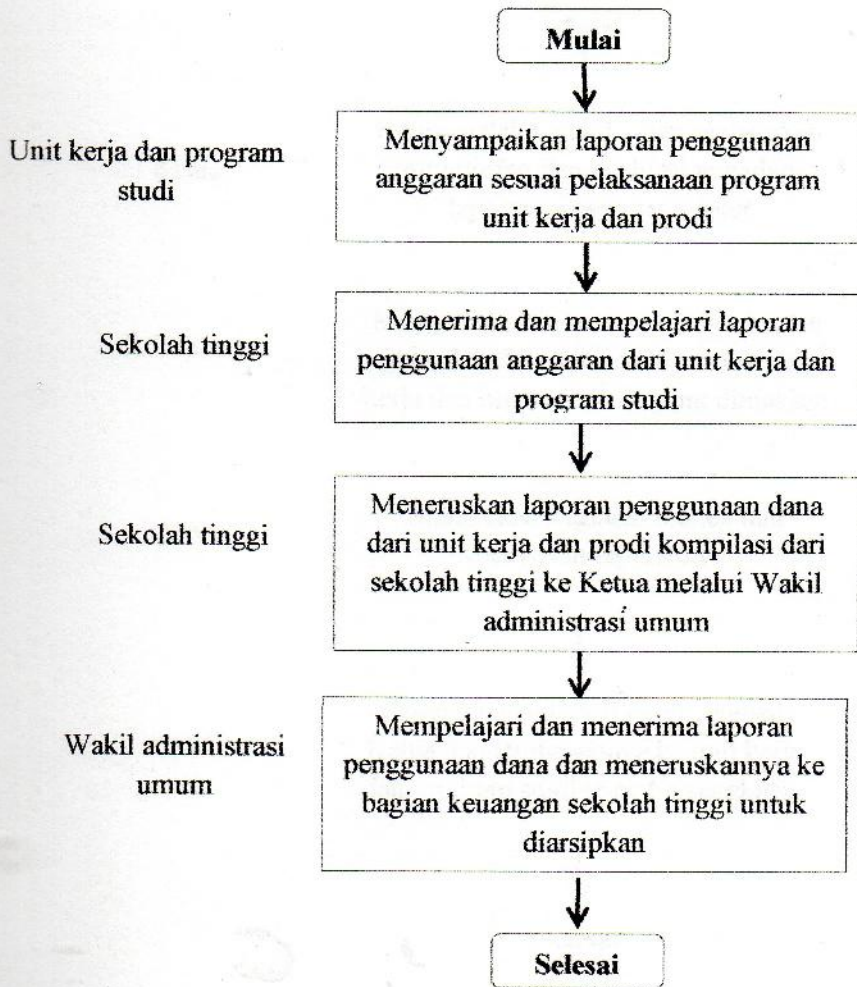 Mulai
Unit kerja dan program
studi
Menyampaikan laporan penggunaan
anggaran sesuai pelaksanaan program
unit kerja dan prodi
Sekolah tinggi
Menerima dan mempelajari laporan
penggunaan anggaran dari unit kerja dan
program studi
Sekolah tinggi
Meneruskan laporan penggunaan dana
dari unit kerja dan prodi kompilasi dari
sekolah tinggi ke Ketua melalui Wakil
administrasi umum
Wakil administrasi
umum
Mempelajari dan menerima laporan
penggunaan dana dan meneruskannya ke
bagian keuangan sekolah tinggi untuk
diarsipkan
Selesai